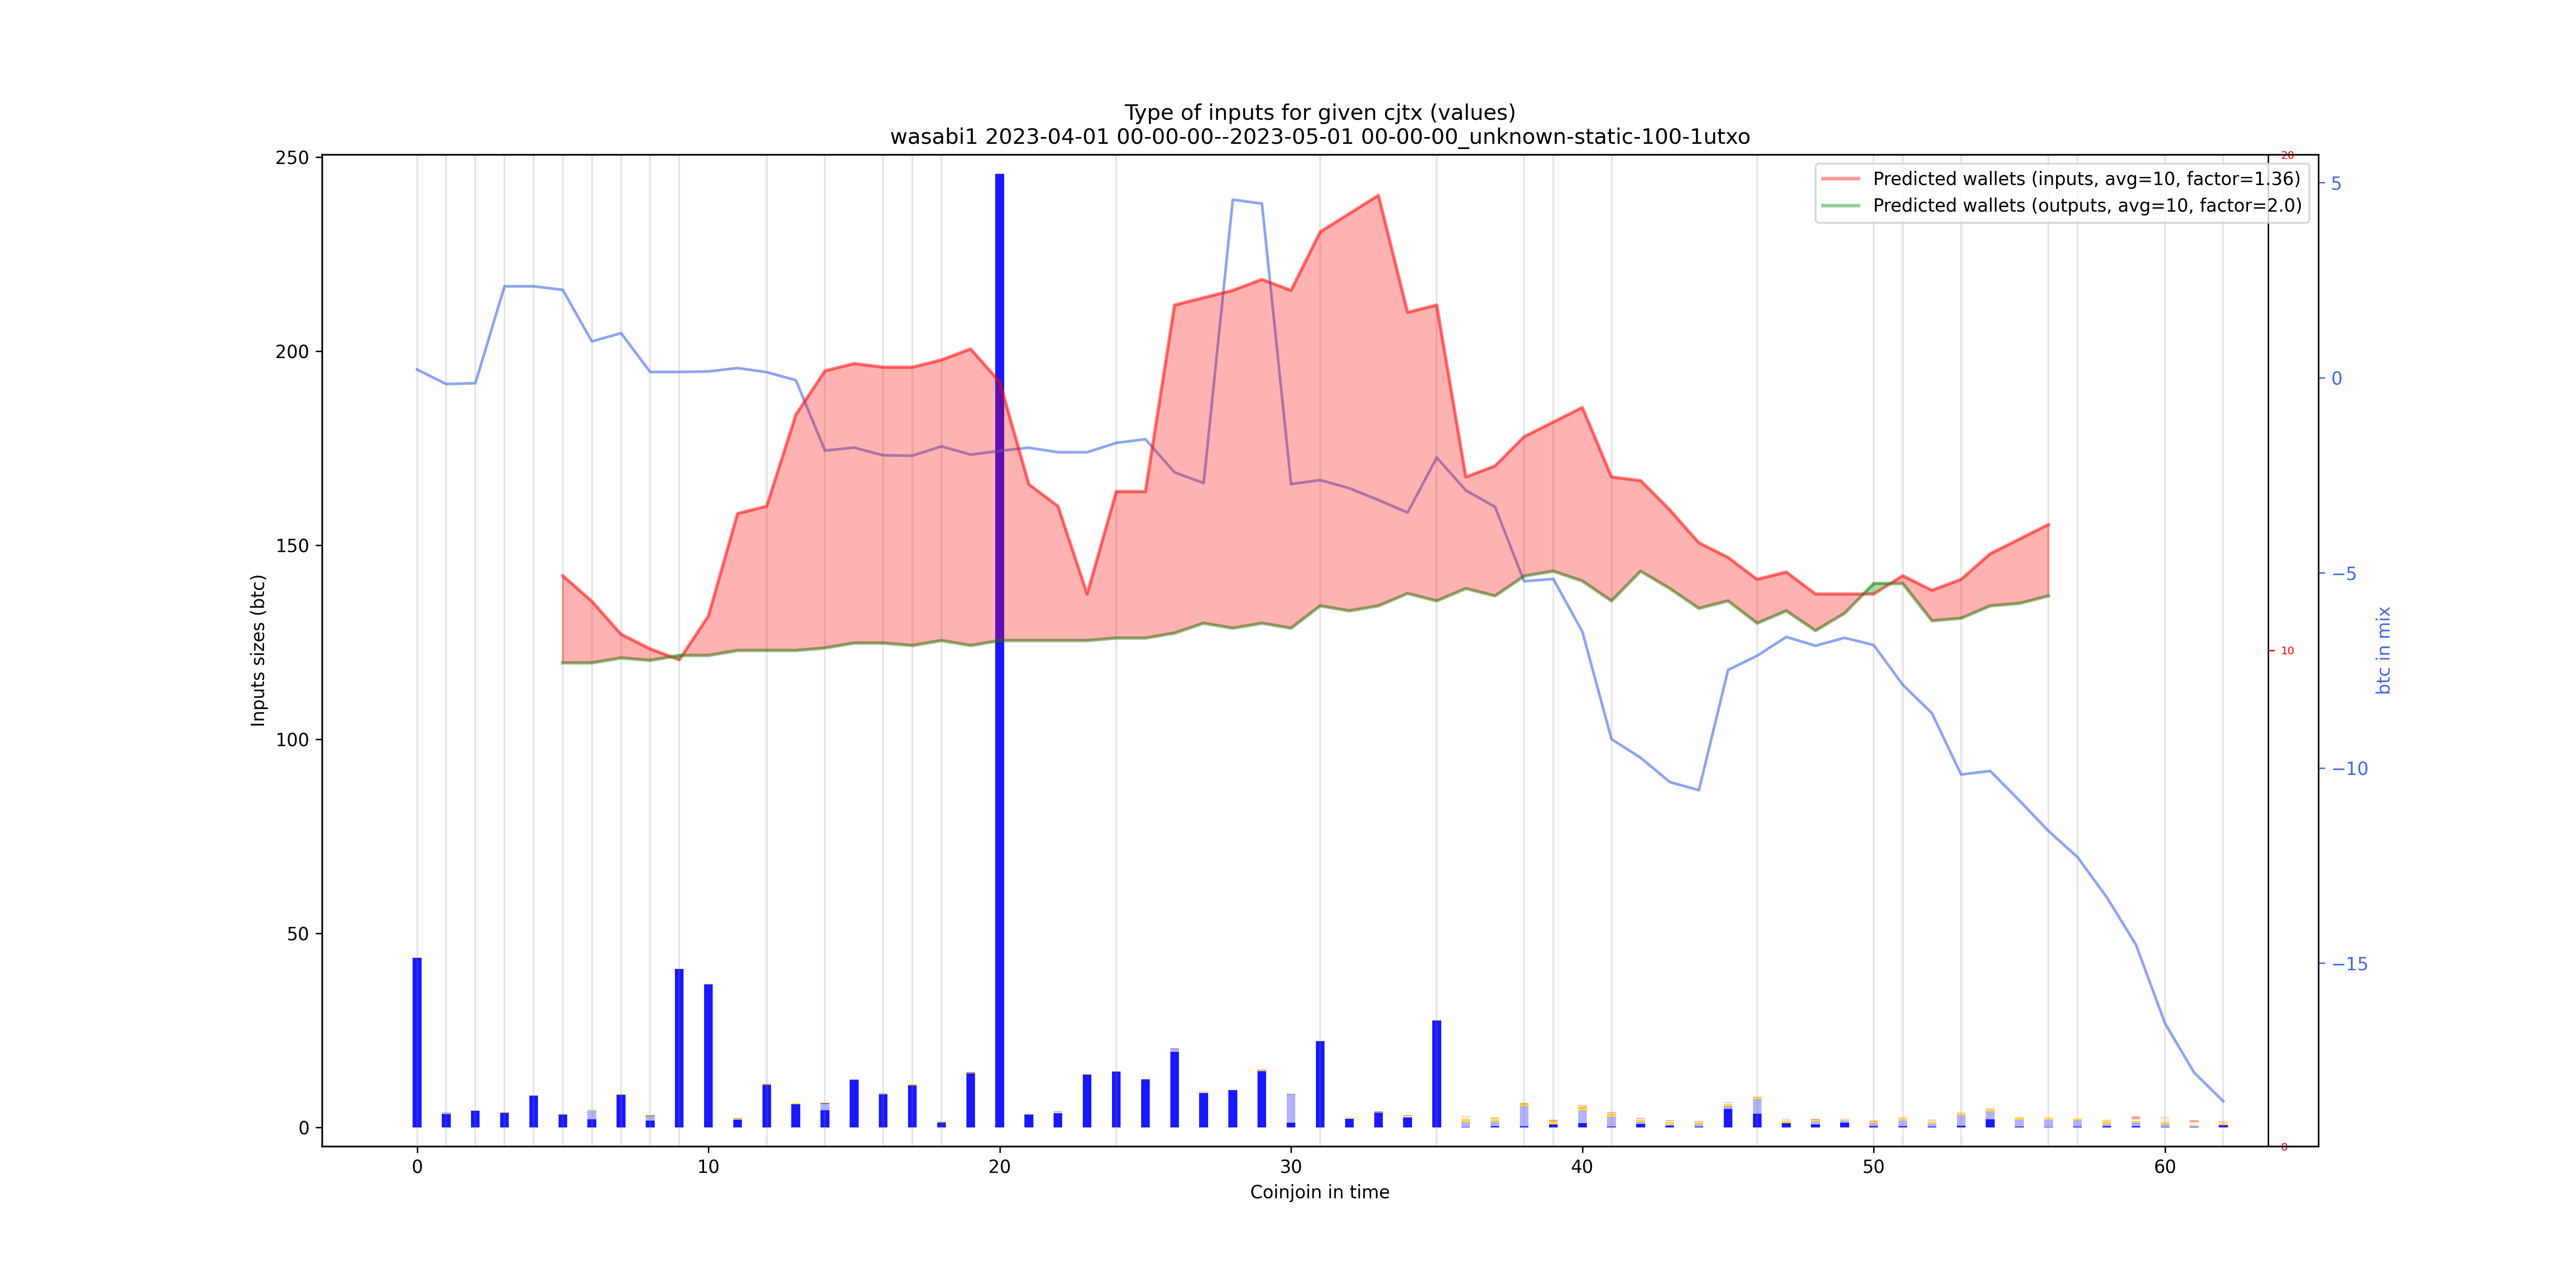 Type of inputs for given cjtx (values)
wasabi1 2023-04-01 00-00-00--2023-05-01 00-00-00_unknown-static-100-1utxo
Predicted wallets (inputs, avg=10, factor=1.36)
Predicted wallets (outputs, avg=10, factor=2.0)
Inputs sizes (btc)
250
200
150
100
50
0
0 10 20 30 40 50 60
Coinjoin in time
20
10
0
5
0
−5
−10
−15
btc in mix